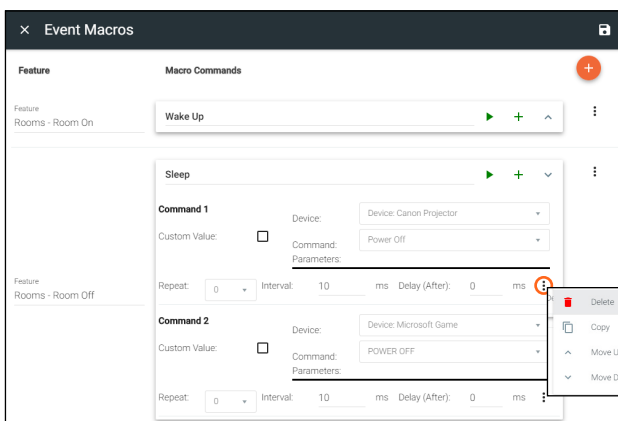 Event Macros
Feature Macro Commands
Feature
Rooms - Room On
Wake Up
Sleep
Command 1
Device: Device: Canon Projector
Custom Value:
Command: Power Off
Parameters:
Feature
Rooms - Room Off
Repeat: 0 Interval: 10 ms Delay (After): 0 ms
Delete
Copy
Move U
Move D
Command 2
Device: Device: Microsoft Game
Custom Value:
Command: POWER OFF
Parameters:
Repeat: 0 Interval: 10 ms Delay (After): 0 ms